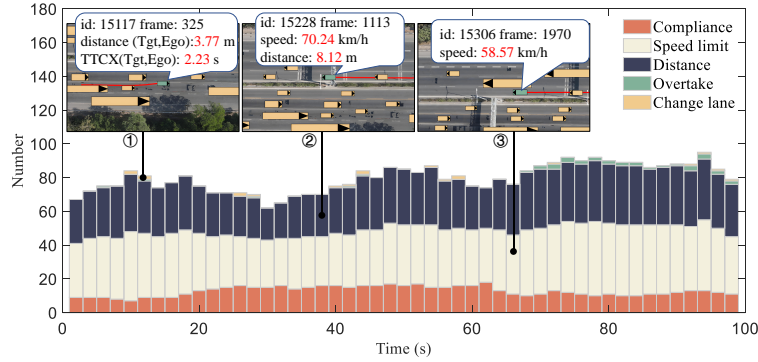 180
160
140
120
100
80
60
40
20
0
Number
id: 15117 frame: 325
distance (Tgt,Ego):3.77 m
TTCX(Tgt,Ego): 2.23 s
id: 15228 frame: 1113
speed: 70.24 km/h
distance: 8.12 m
id: 15306 frame: 1970
speed: 58.57 km/h
Compliance
Speed limit
Distance
Overtake
Change lane
①
②
③
0
20
40
60
80
100
Time (s)